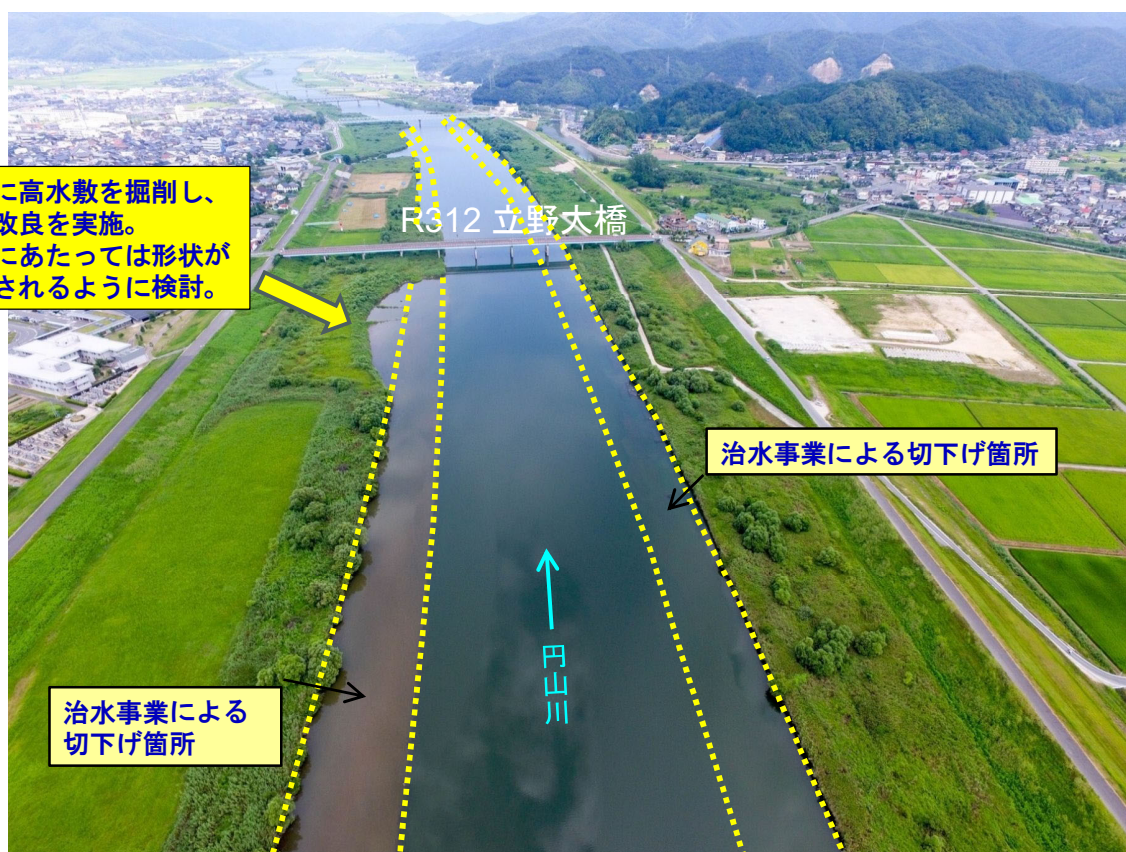 に高水敷を掘削し、
改良を実施。
にあたっては形状が
されるように検討。
R312 立野大橋
治水事業による切下げ箇所
円山川
治水事業による
切下げ箇所